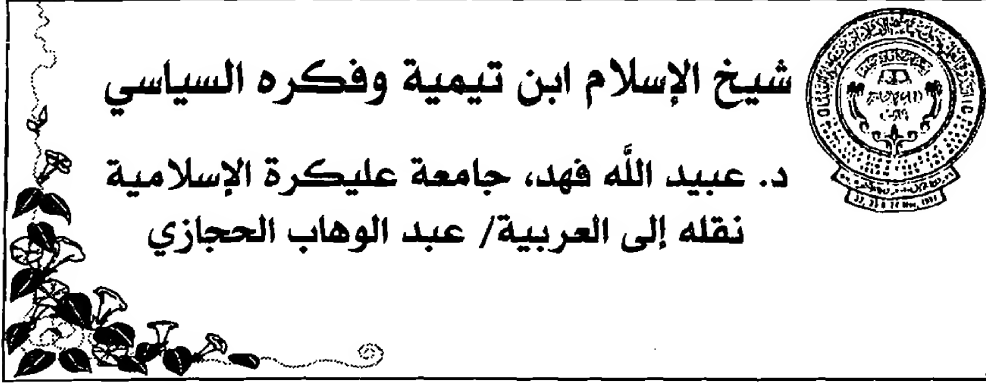 شيخ الإسلام ابن تيمية وفكره السياسي
د. عبيد الله فهد، جامعة عليكرة الإسلامية
نقله إلى العربية/ عبد الوهاب الحجازي